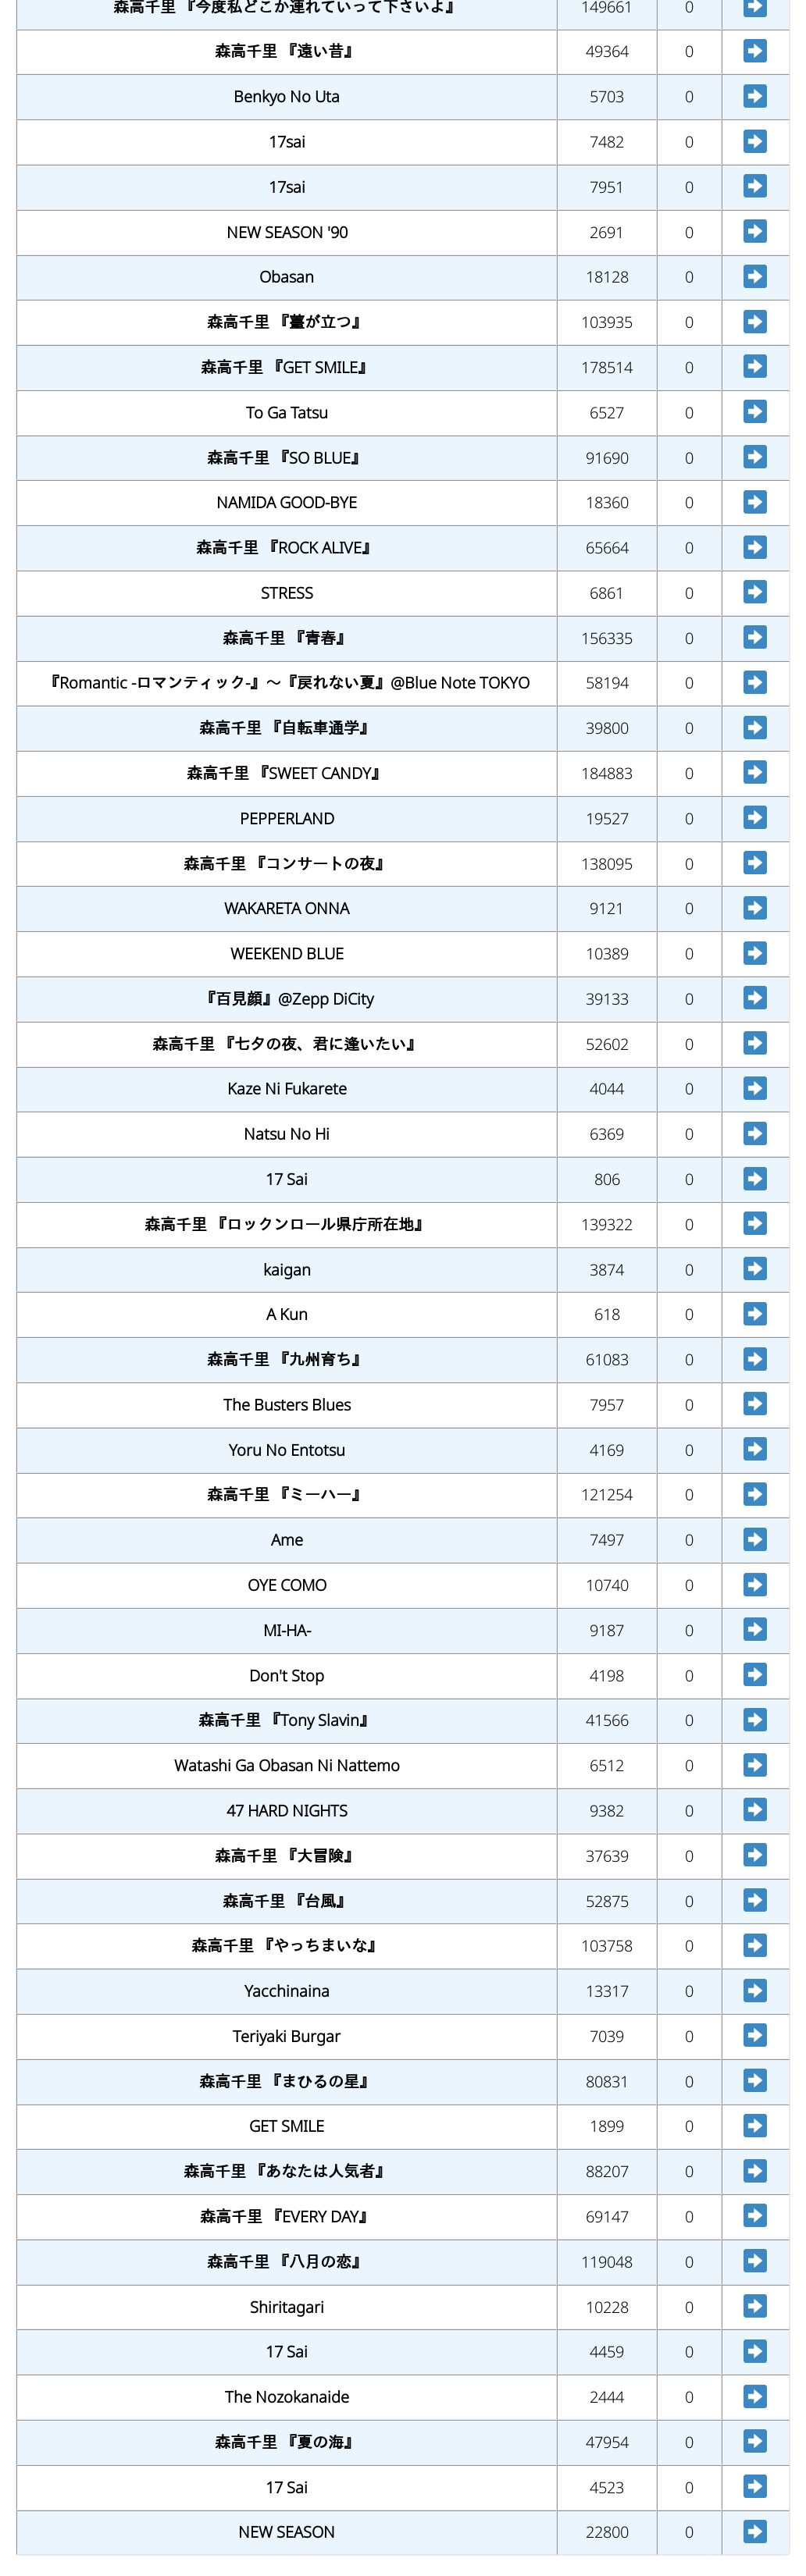 森高千里 『今度私どこか連れていって下さいよ』 149661 0
森高千里 『遠い昔』 49364 0
Benkyo No Uta 5703 0
17sai 7482 0
17sai 7951 0
NEW SEASON '90 2691 0
Obasan 18128 0
森高千里 『薹が立つ』 103935 0
森高千里 『GET SMILE』 178514 0
To Ga Tatsu 6527 0
森高千里 『SO BLUE』 91690 0
NAMIDA GOOD-BYE 18360 0
森高千里 『ROCK ALIVE』 65664 0
STRESS 6861 0
森高千里 『青春』 156335 0
『Romantic -ロマンティック-』～『戻れない夏』@Blue Note TOKYO 58194 0
森高千里 『自転車通学』 39800 0
森高千里 『SWEET CANDY』 184883 0
PEPPERLAND 19527 0
森高千里 『コンサートの夜』 138095 0
WAKARETA ONNA 9121 0
WEEKEND BLUE 10389 0
『百見顔』@Zepp DiCity 39133 0
森高千里 『七夕の夜、君に逢いたい』 52602 0
Kaze Ni Fukarete 4044 0
Natsu No Hi 6369 0
17 Sai 806 0
森高千里 『ロックンロール県庁所在地』 139322 0
kaigan 3874 0
A Kun 618 0
森高千里 『九州育ち』 61083 0
The Busters Blues 7957 0
Yoru No Entotsu 4169 0
森高千里 『ミーハー』 121254 0
Ame 7497 0
OYE COMO 10740 0
MI-HA- 9187 0
Don't Stop 4198 0
森高千里 『Tony Slavin』 41566 0
Watashi Ga Obasan Ni Nattemo 6512 0
47 HARD NIGHTS 9382 0
森高千里 『大冒険』 37639 0
森高千里 『台風』 52875 0
森高千里 『やっちまいな』 103758 0
Yacchinaina 13317 0
Teriyaki Burgar 7039 0
森高千里 『まひるの星』 80831 0
GET SMILE 1899 0
森高千里 『あなたは人気者』 88207 0
森高千里 『EVERY DAY』 69147 0
森高千里 『八月の恋』 119048 0
Shiritagari 10228 0
17 Sai 4459 0
The Nozokanaide 2444 0
森高千里 『夏の海』 47954 0
17 Sai 4523 0
NEW SEASON 22800 0